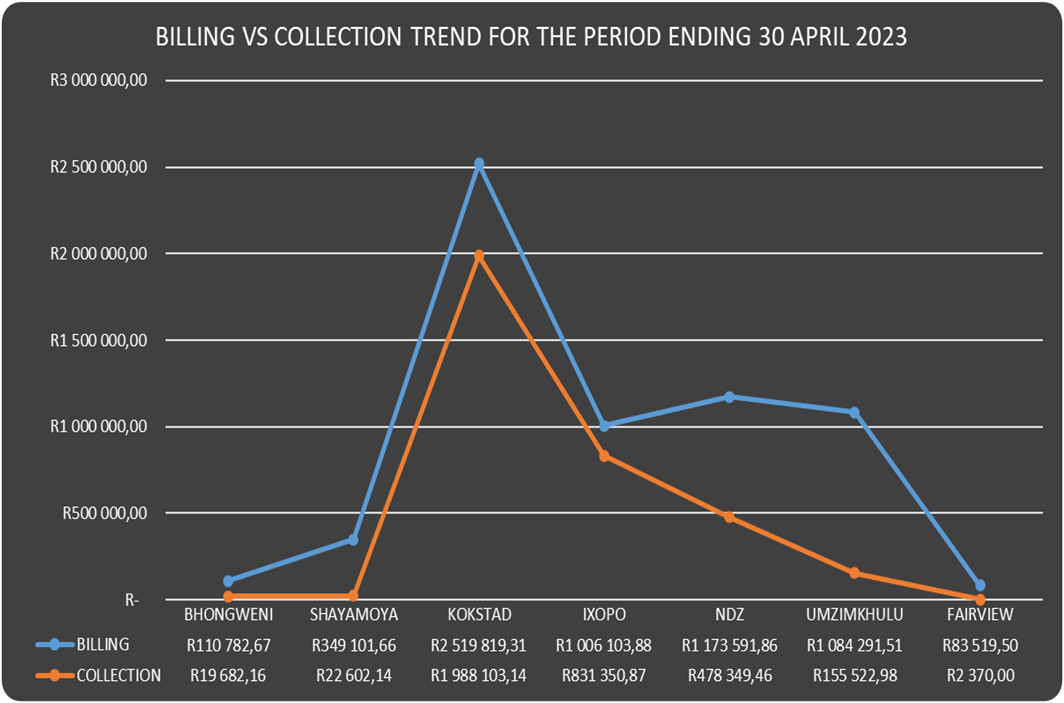 BILLING VS COLLECTION TREND FOR THE PERIOD ENDING 30 APRIL 2023
R3 000 000,00
R2 500 000,00
R2 000 000,00
R1 500 000,00
R1 000 000,00
R500 000,00
R-
BHONGWENI SHAYAMOYA KOKSTAD IXOPO NDZ UMZIMKHULU FAIRVIEW
BILLING R110 782,67 R349 101,66 R2 519 819,31 R1 006 103,88 R1 173 591,86 R1 084 291,51 R83 519,50
COLLECTION R19 682,16 R22 602,14 R1 988 103,14 R831 350,87 R478 349,46 R155 522,98 R2 370,00